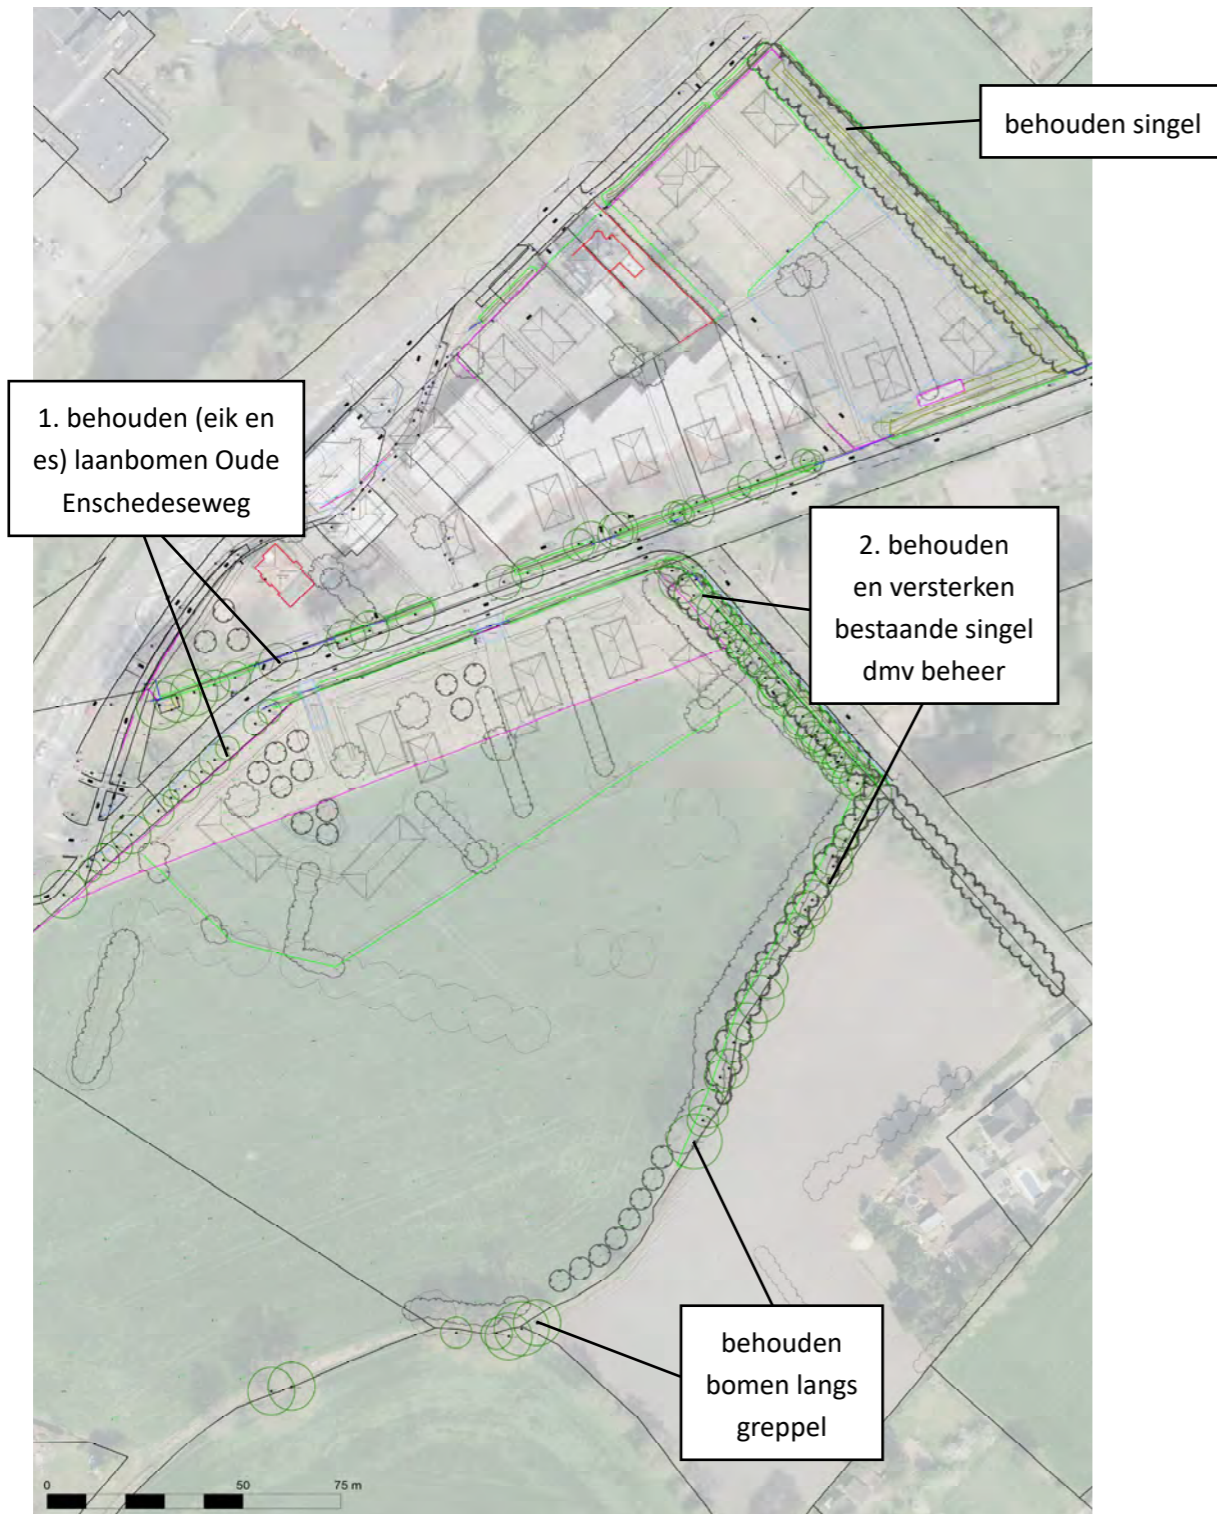 behouden singel
1. behouden (eik en
es) laanbomen Oude
Enschedeseweg
2. behouden
en versterken
bestaande singel
dmv beheer
behouden
bomen langs
greppel
0 50 75 m